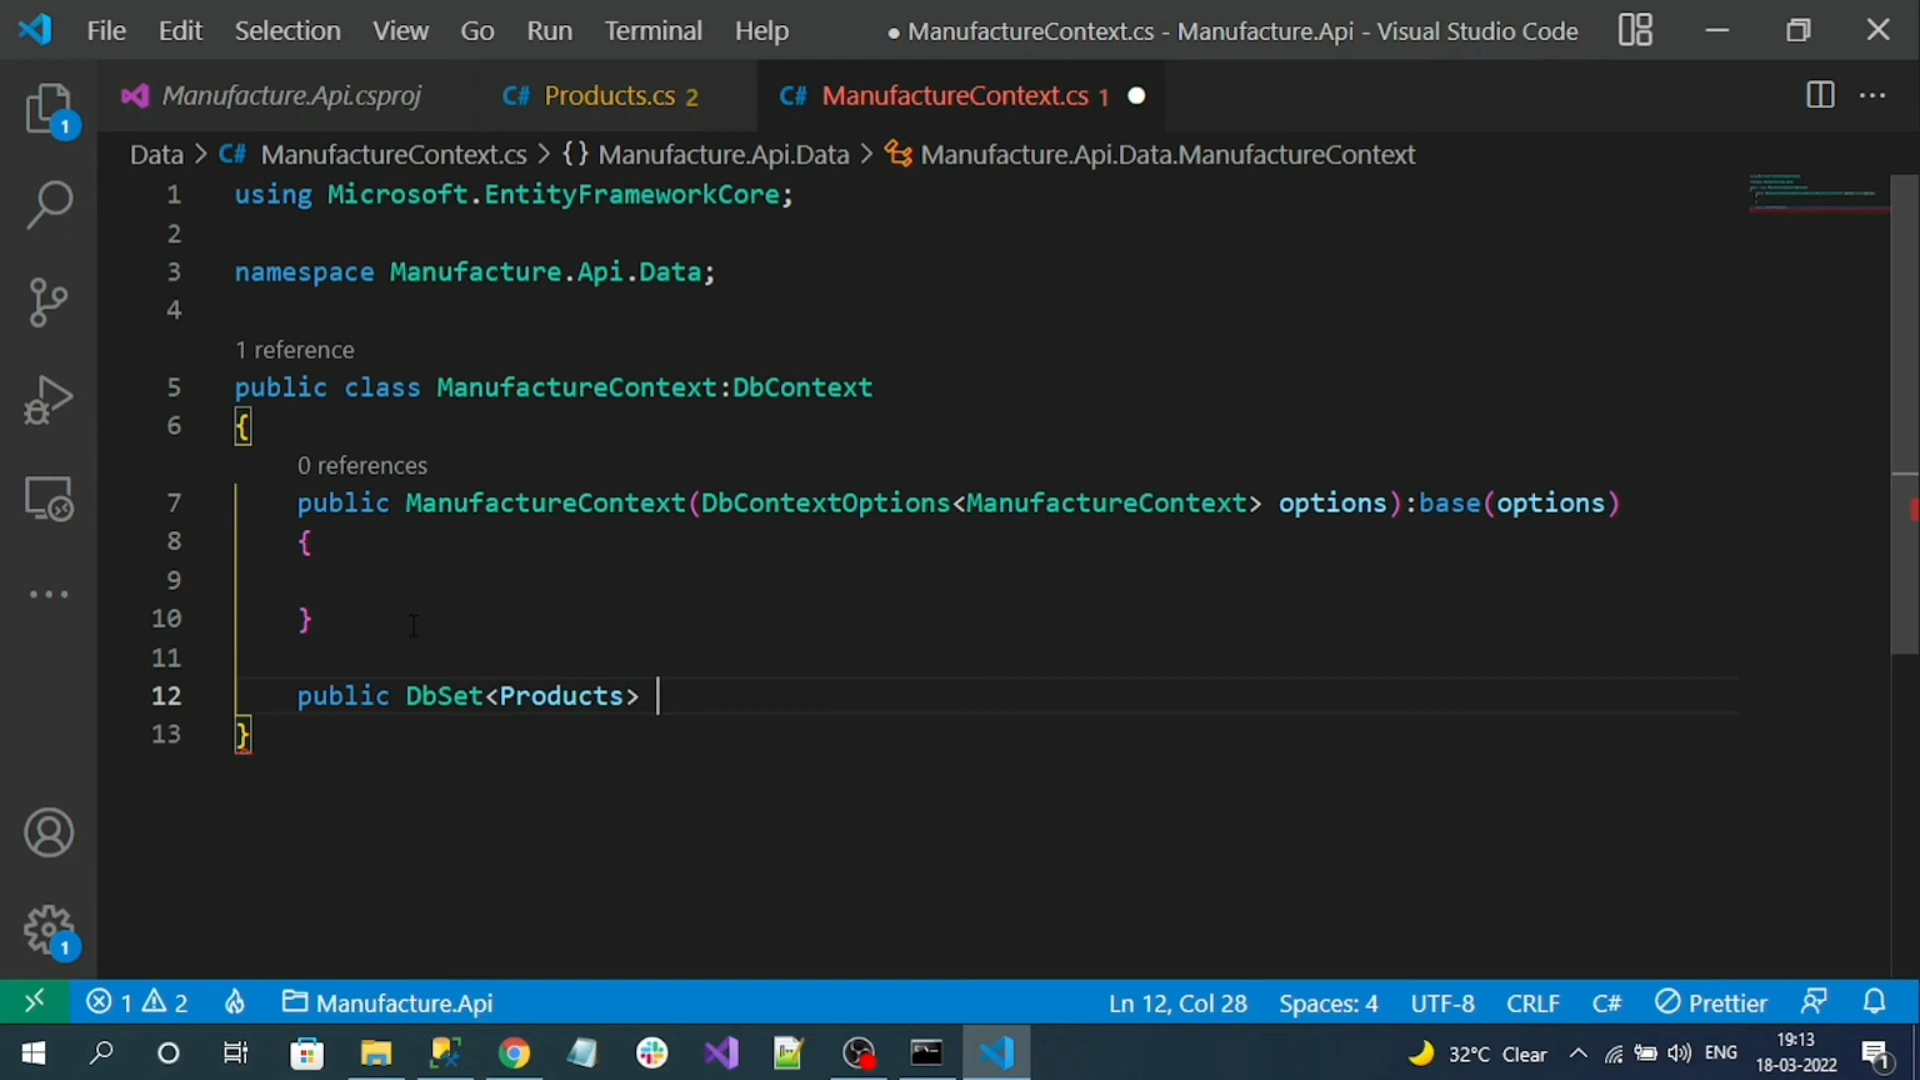 File Edit Selection View Go Run Terminal Help ● ManufactureContext.cs - Manufacture.Api - Visual Studio Code
Manufacture.Api.csproj C# Products.cs 2 C# ManufactureContext.cs 1
Data > C# ManufactureContext.cs > {} Manufacture.Api.Data > Manufacture.Api.Data.ManufactureContext
1 using Microsoft.EntityFrameworkCore;
2
3 namespace Manufacture.Api.Data;
4
1 reference
5 public class ManufactureContext:DbContext
6 {
0 references
7 public ManufactureContext(DbContextOptions<ManufactureContext> options):base(options)
8 {
9
10 }
11
12 public DbSet<Products>
13 }
1
1
1 2 Manufacture.Api Ln 12, Col 28 Spaces: 4 UTF-8 CRLF C# Prettier
32°C Clear ENG 19:13
18-03-2022 1